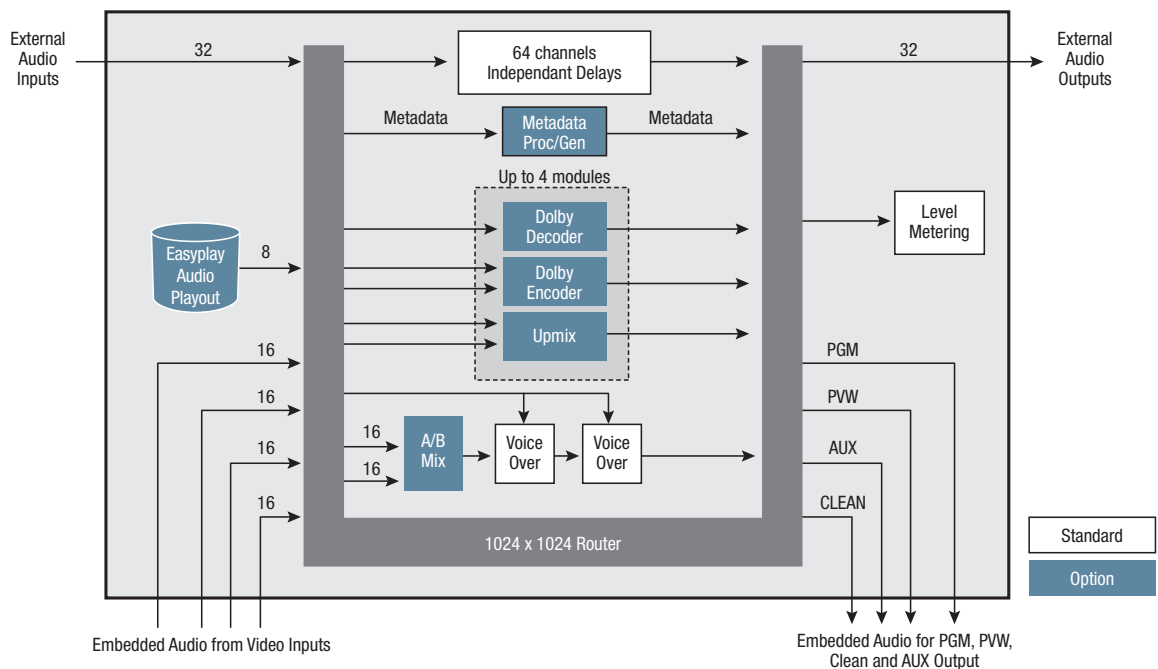 External
Audio
Inputs
32
64 channels
Independant Delays
32
External
Audio
Outputs
Metadata
Metadata
Proc/Gen
Metadata
Up to 4 modules
Dolby
Decoder
Level
Metering
Easyplay
Audio
Playout
8
Dolby
Encoder
Upmix
16
PGM
16
PVW
16
A/B
Mix
Voice
Over
Voice
Over
16
AUX
16
16
CLEAN
1024 x 1024 Router
Standard
Option
Embedded Audio from Video Inputs
Embedded Audio for PGM, PVW,
Clean and AUX Output